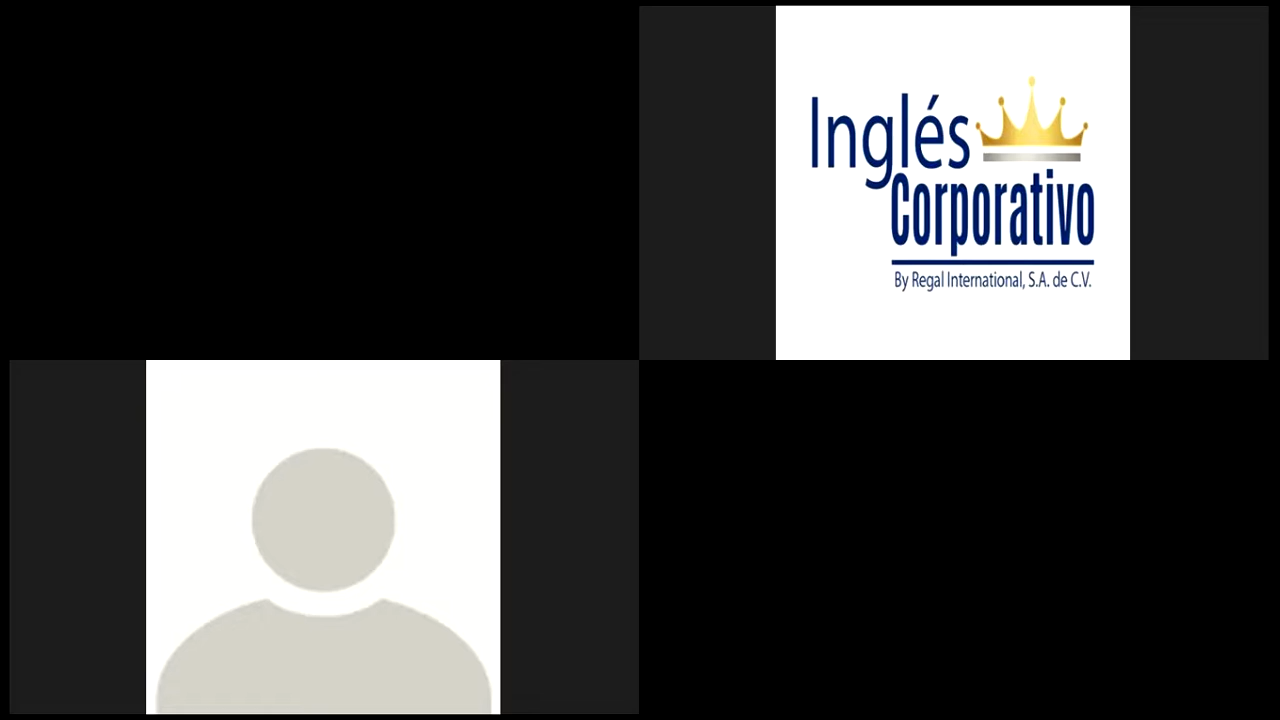 Inglés
Corporativo
By Regal International, S.A. de C.V.